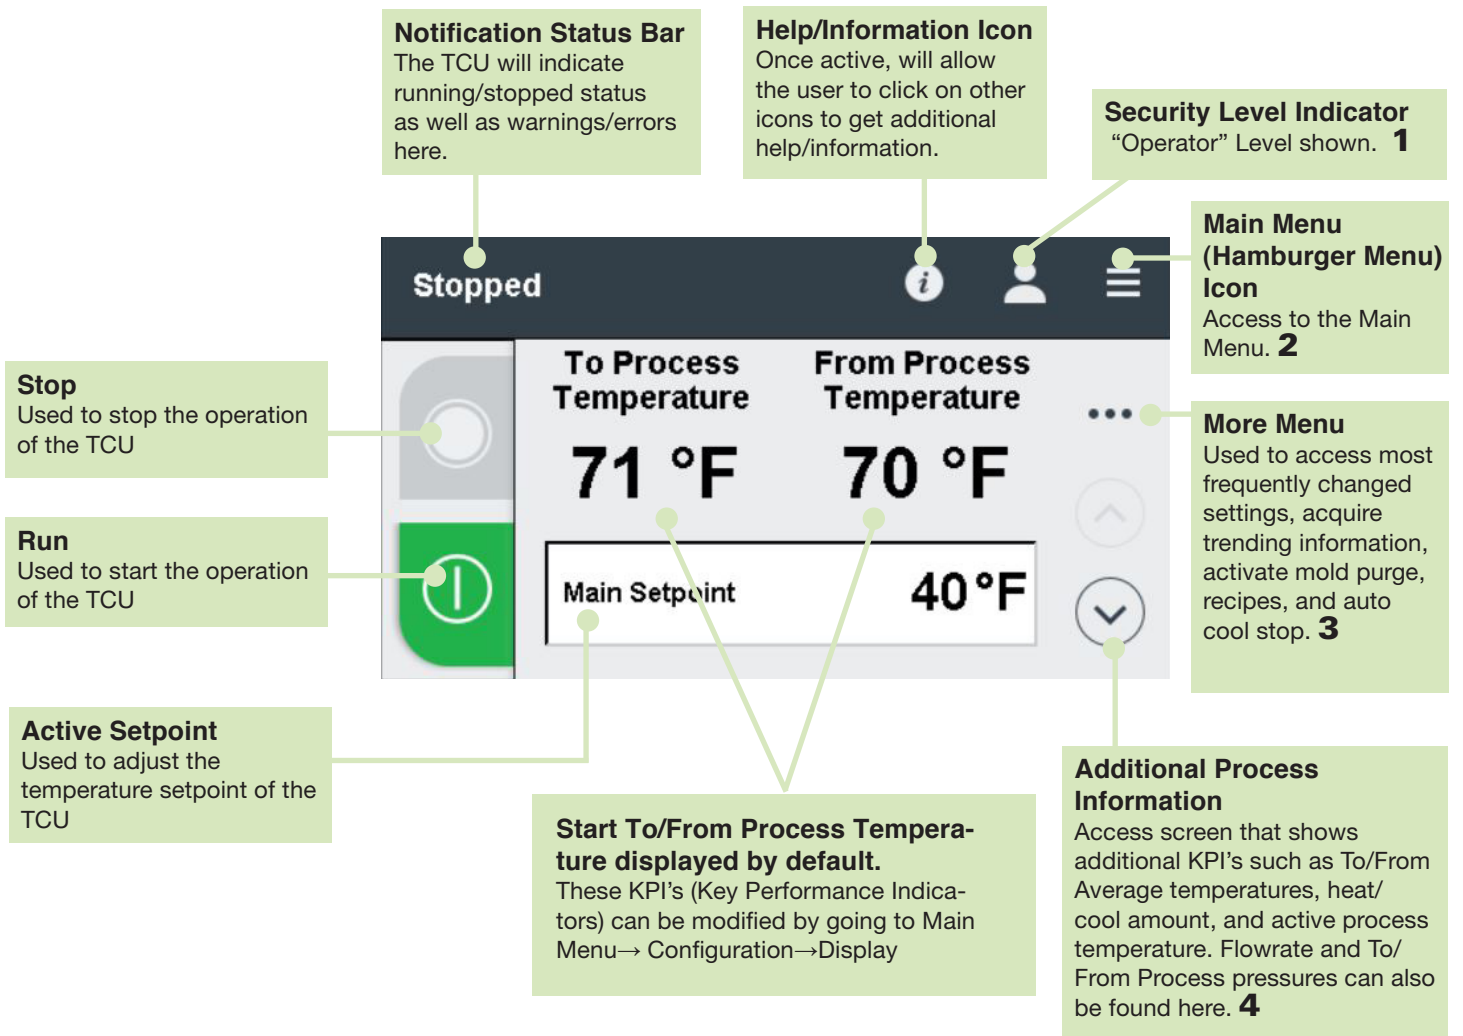 Notification Status Bar
The TCU will indicate
running/stopped status
as well as warnings/errors
here.
Help/Information Icon
Once active, will allow
the user to click on other
icons to get additional
help/information.
Security Level Indicator
“Operator” Level shown. 1
Main Menu
(Hamburger Menu)
Icon
Access to the Main
Menu. 2
Stopped
i
To Process
Temperature
71 °F
From Process
Temperature
70 °F
Main Setpoint
40°F
Stop
Used to stop the operation
of the TCU
Run
Used to start the operation
of the TCU
More Menu
Used to access most
frequently changed
settings, acquire
trending information,
activate mold purge,
recipes, and auto
cool stop. 3
Active Setpoint
Used to adjust the
temperature setpoint of the
TCU
Start To/From Process Tempera-
ture displayed by default.
These KPI's (Key Performance Indica-
tors) can be modified by going to Main
Menu→ Configuration→Display
Additional Process
Information
Access screen that shows
additional KPI's such as To/From
Average temperatures, heat/
cool amount, and active process
temperature. Flowrate and To/
From Process pressures can also
be found here. 4